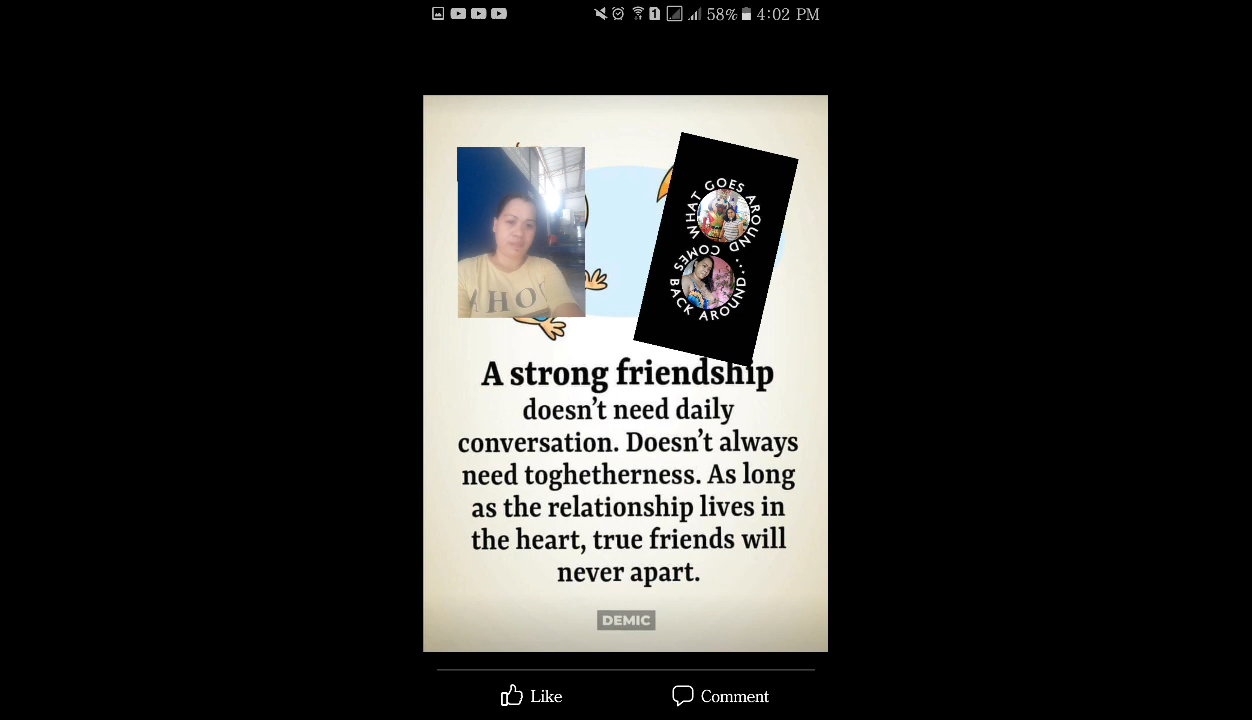 58% 4:02 PM
WHAT GOES AROUND...
COMES BACK AROUND...
HO
A strong friendship
doesn't need daily
conversation. Doesn't always
need toghetherness. As long
as the relationship lives in
the heart, true friends will
never apart.
DEMIC
Like Comment